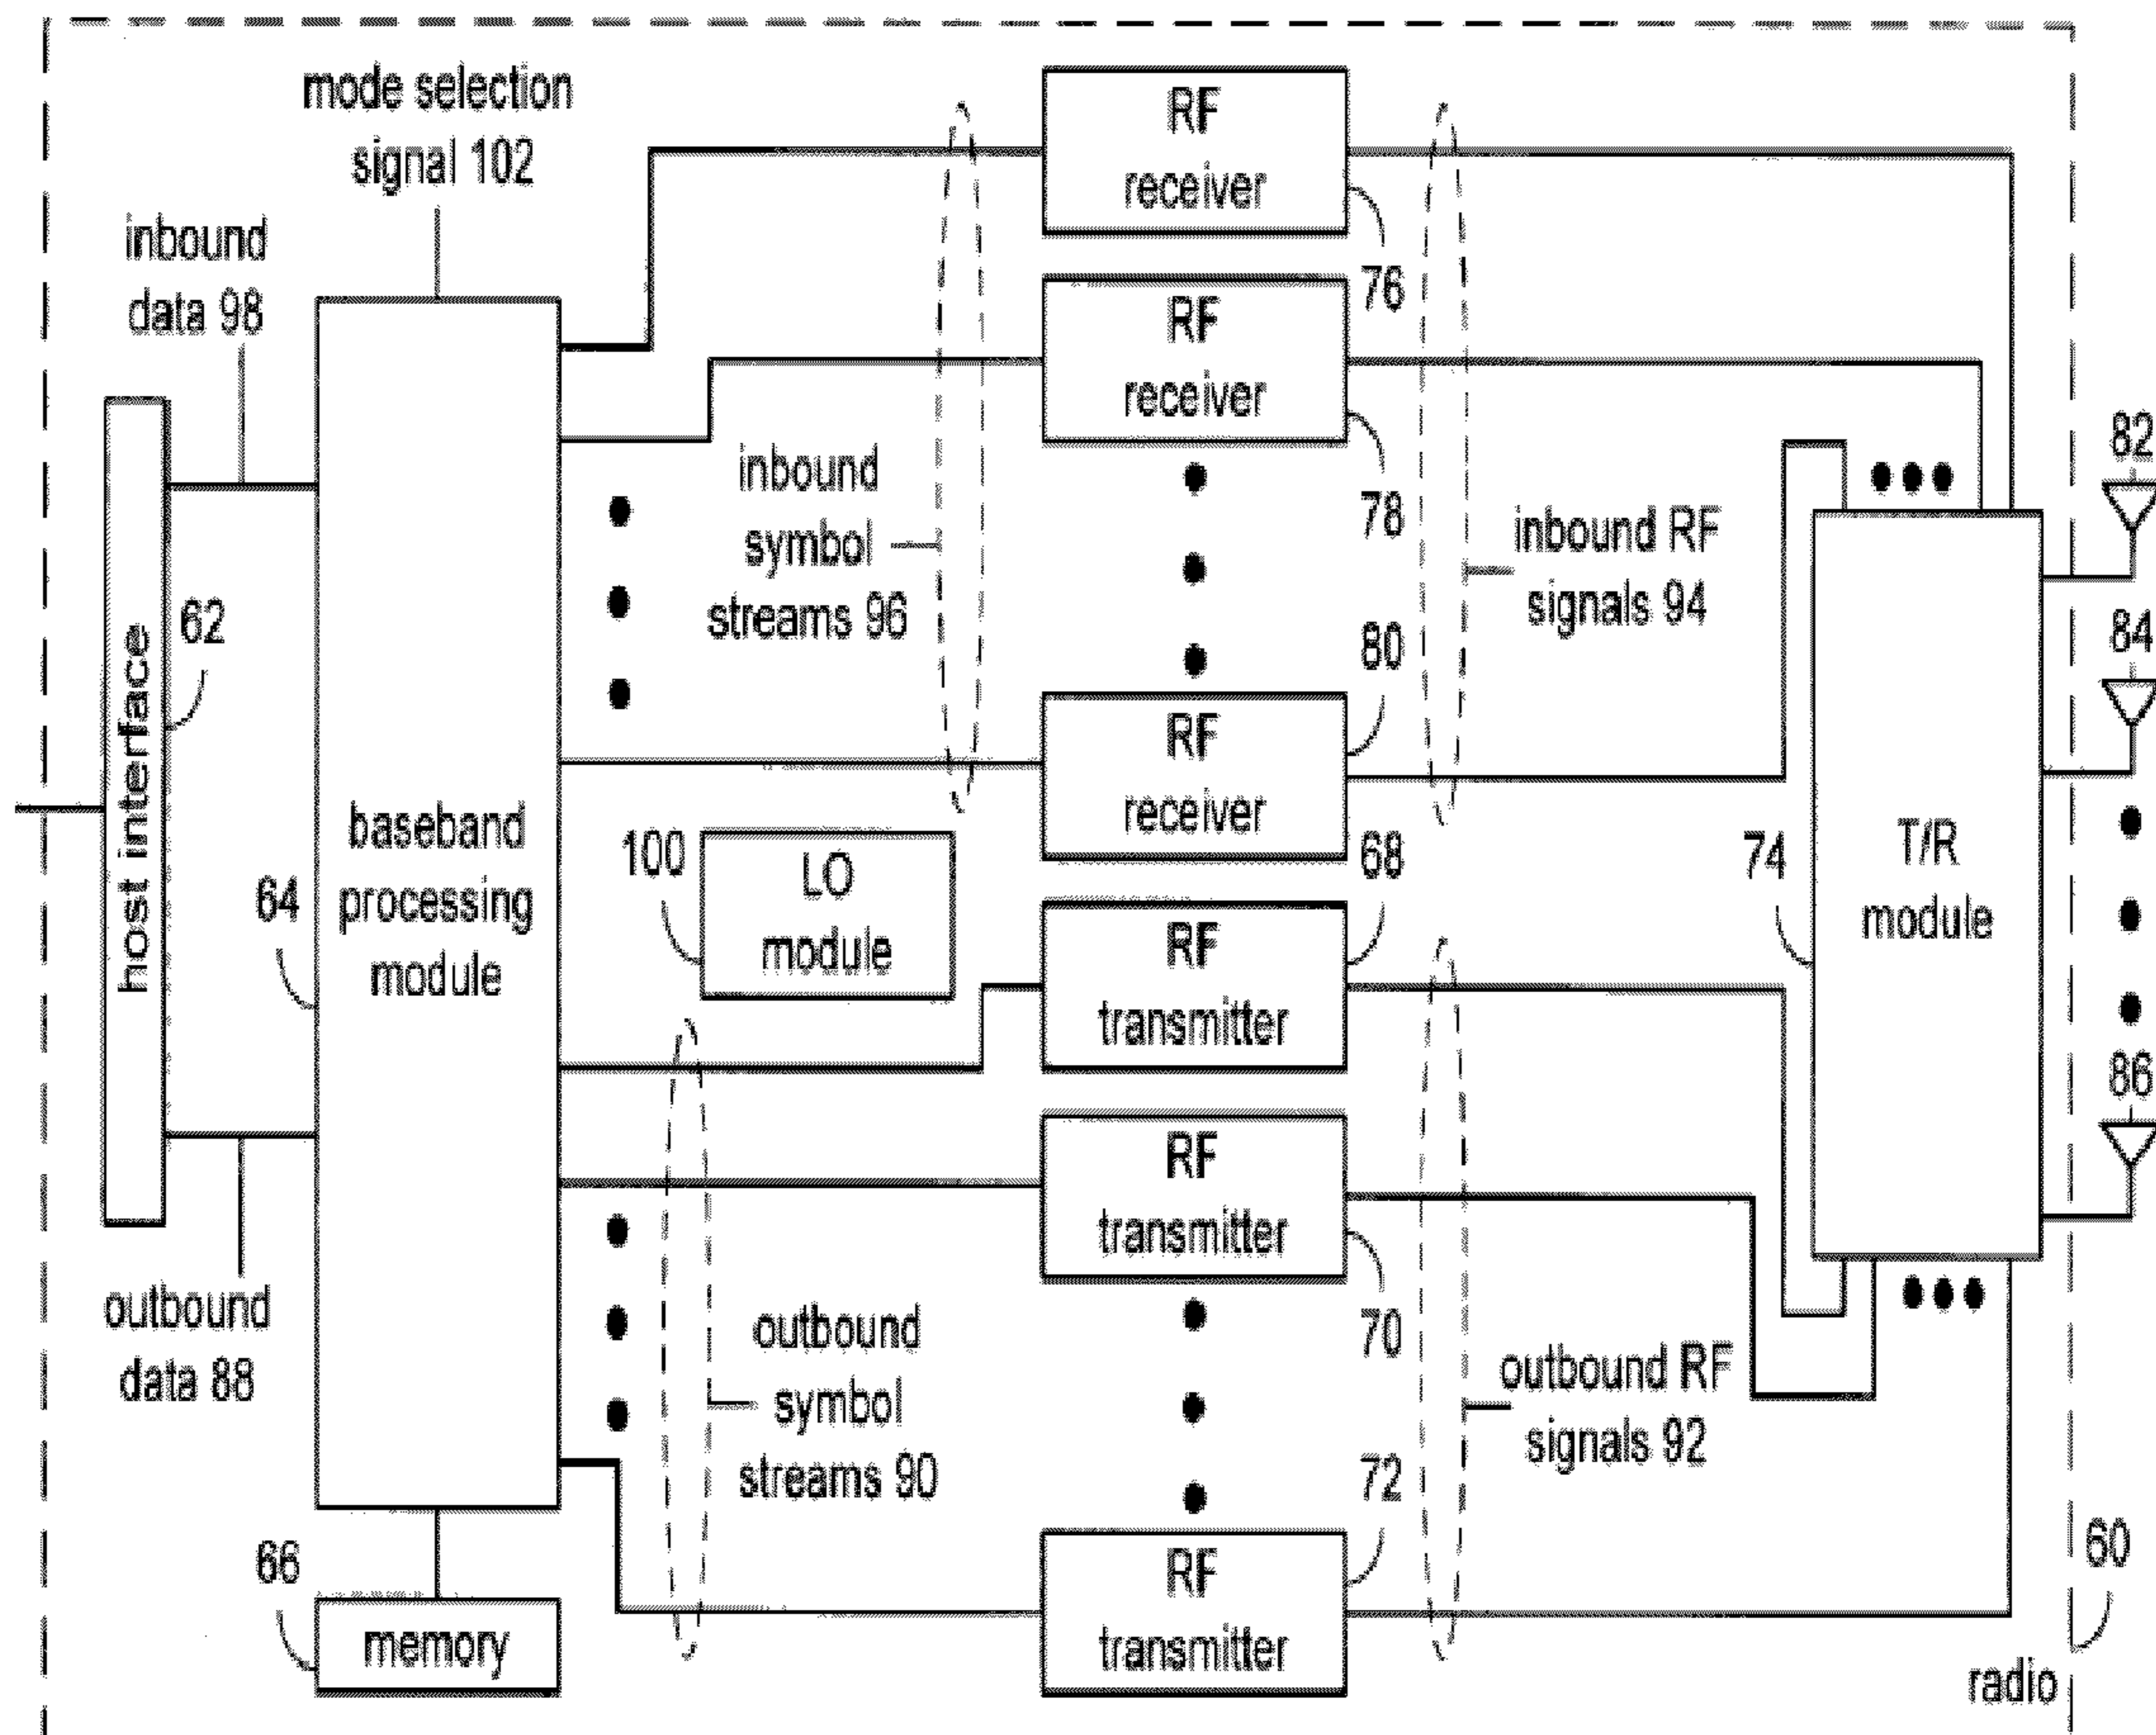 mode selection
signal 102
inbound
data 98
RF
receiver
76
RF
receiver
78
inbound
symbol
streams 96
inbound RF
signals 94
82
84
62
host interface
80
RF
receiver
baseband
processing
module
64
100
LO
module
68
RF
transmitter
74
T/R
module
86
RF
transmitter
70
outbound
data 88
outbound
symbol
streams 90
outbound RF
signals 92
72
66
memory
RF
transmitter
60
radio